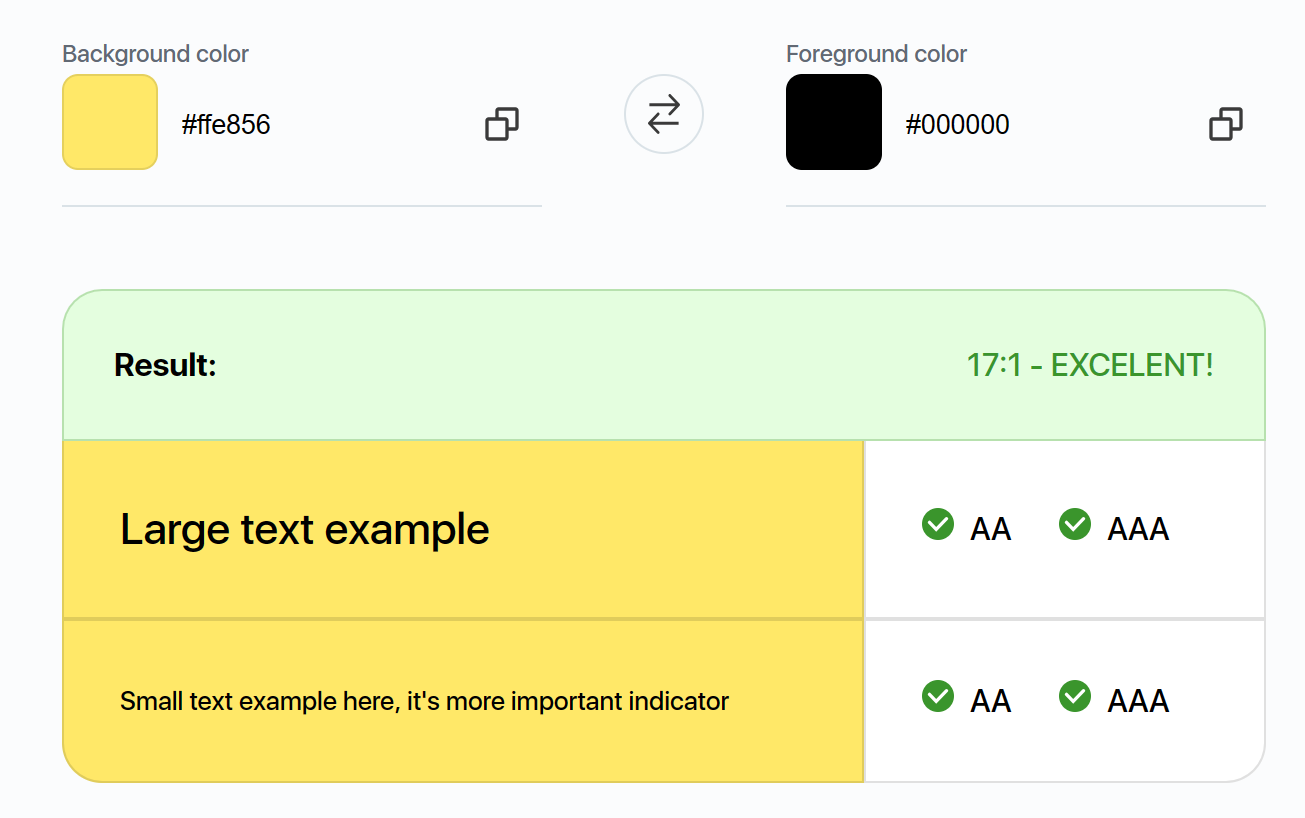 Background color
Foreground color
#ffe856
#000000
Result:
17:1 - EXCELENT!
Large text example
AA
AAA
Small text example here, it's more important indicator
AA
AAA